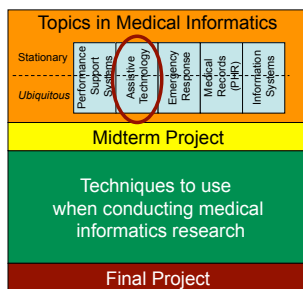 Topics in Medical Informatics
Stationary
Ubiquitous
Performance
Support
Systems
Assistive
Technology
Emergency
Response
Medical
Records
(PHR)
Information
Systems
Midterm Project
Techniques to use
when conducting medical
informatics research
Final Project